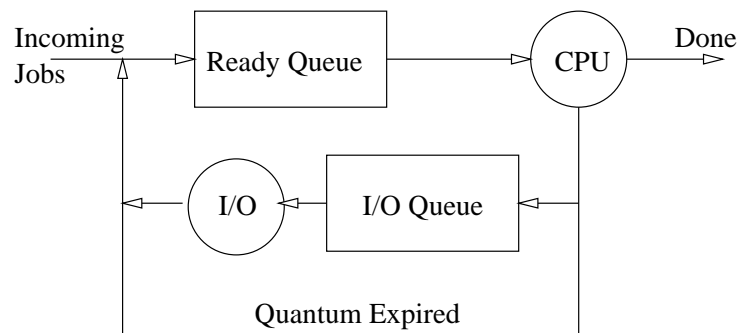 Incoming
Jobs
Ready Queue
CPU
Done
I/O
I/O Queue
Quantum Expired